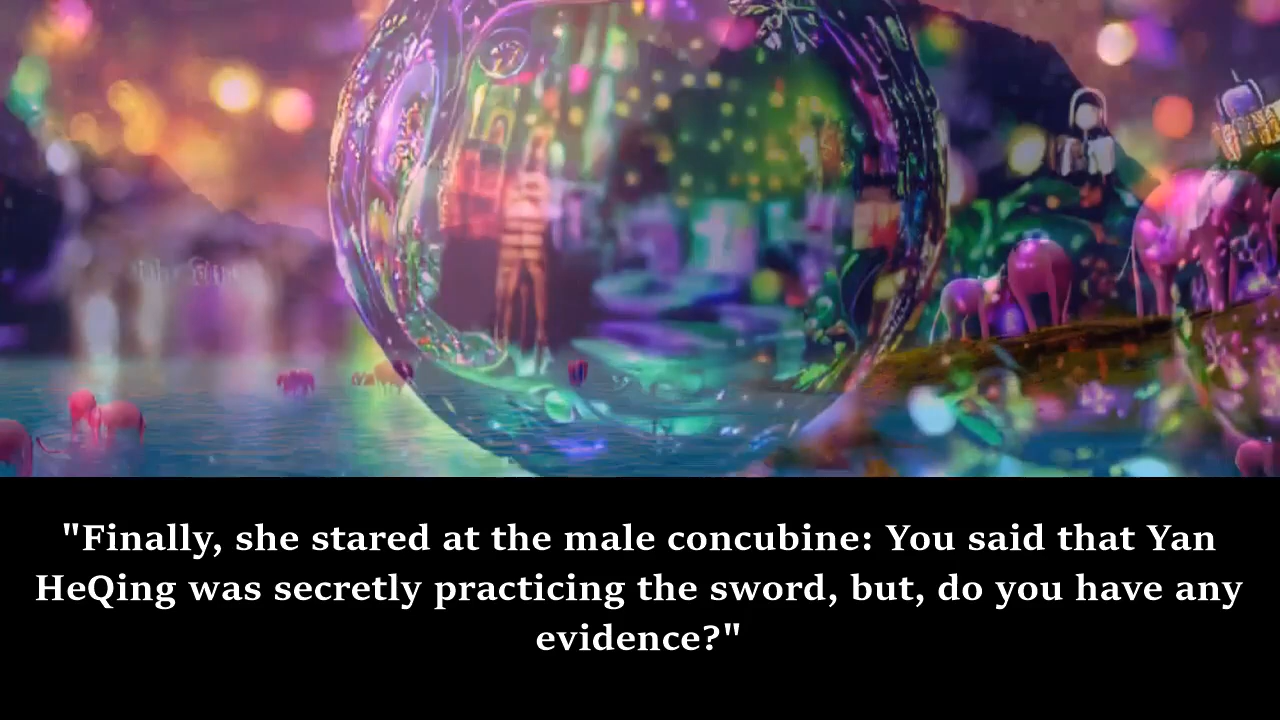 "Finally, she stared at the male concubine: You said that Yan
HeQing was secretly practicing the sword, but, do you have any
evidence?"